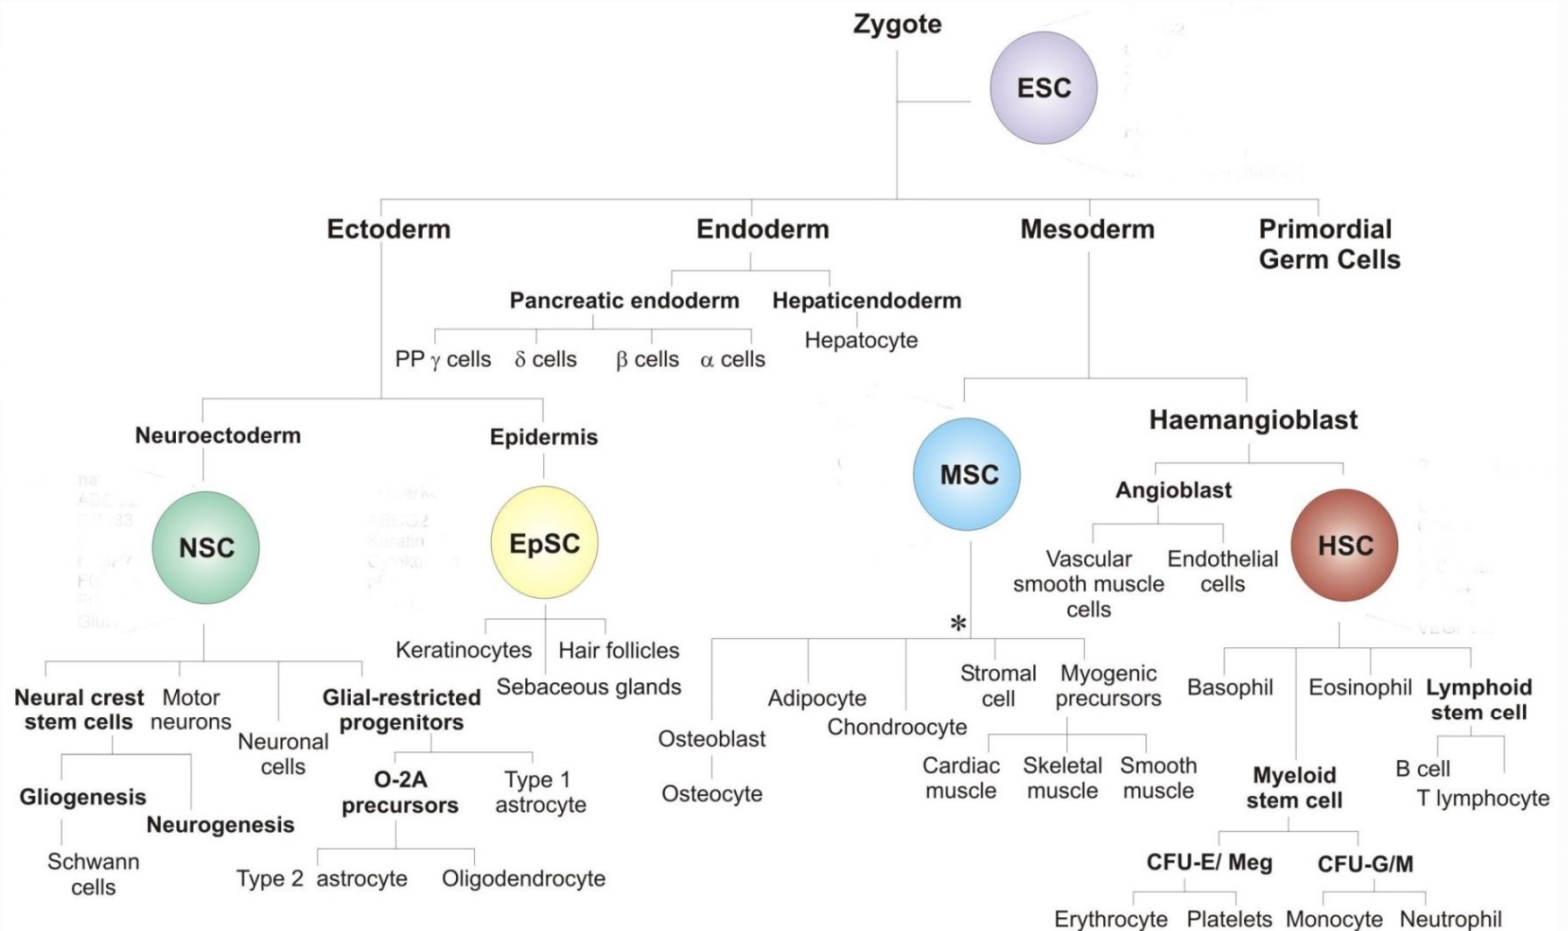 Zygote
ESC
Ectoderm
Endoderm
Mesoderm
Primordial
Germ Cells
Pancreatic endoderm
Hepaticendoderm
PP γ cells
δ cells
β cells
α cells
Hepatocyte
Neuroectoderm
Epidermis
NSC
EpSC
MSC
Haemangioblast
Angioblast
HSC
Vascular
smooth muscle
cells
Endothelial
cells
Keratinocytes
Hair follicles
Sebaceous glands
Neural crest
stem cells
Motor
neurons
Neuronal
cells
Glial-restricted
progenitors
Gliogenesis
Neurogenesis
Schwann
cells
O-2A
precursors
Type 1
astrocyte
Type 2 astrocyte
Oligodendrocyte
*
Osteoblast
Osteocyte
Adipocyte
Chondroocyte
Stromal
cell
Myogenic
precursors
Cardiac
muscle
Skeletal
muscle
Smooth
muscle
Basophil
Eosinophil
Lymphoid
stem cell
B cell
T lymphocyte
Myeloid
stem cell
CFU-E/ Meg
CFU-G/M
Erythrocyte
Platelets
Monocyte
Neutrophil